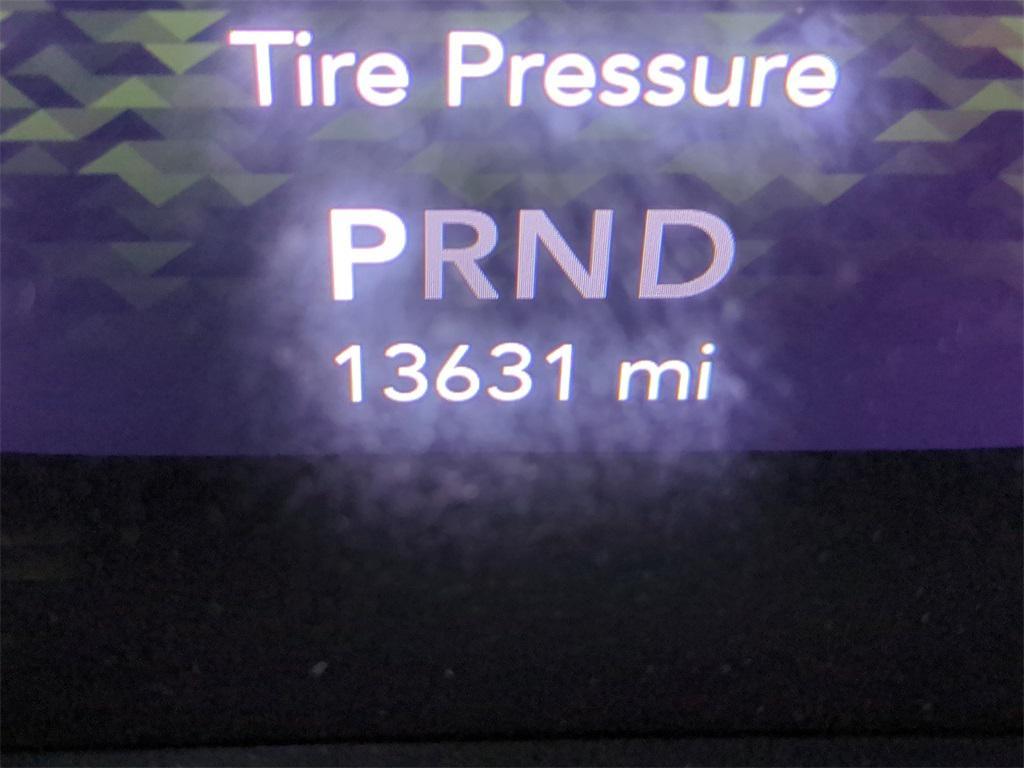 Tire Pressure
PRND
13631 mi